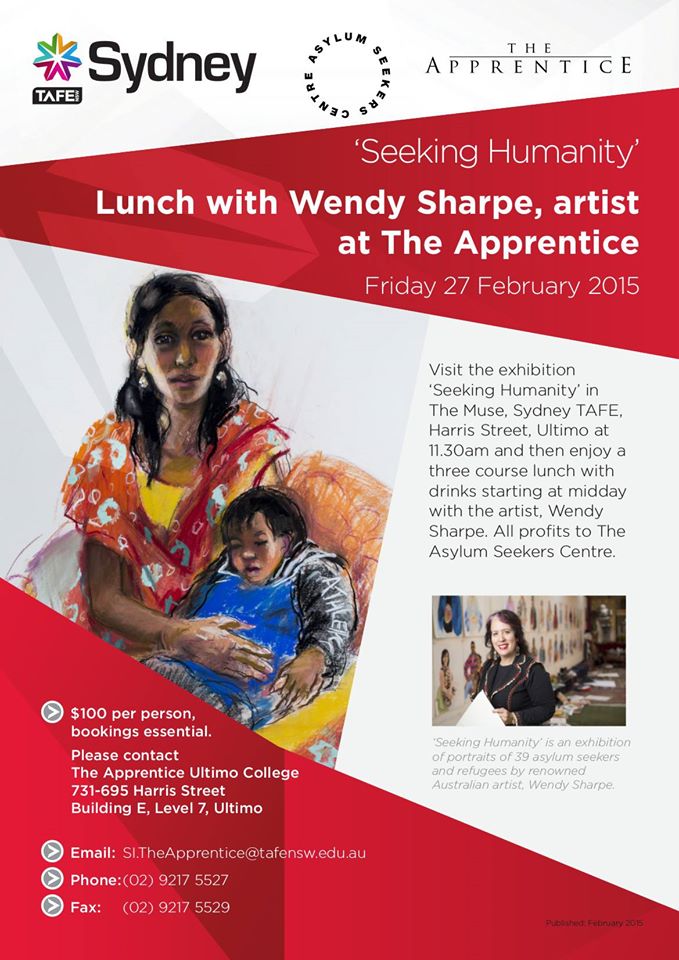 TAFE NSW
Sydney
ASYLUM SEEKERS CENTRE
THE
APPRENTICE
‘Seeking Humanity’
Lunch with Wendy Sharpe, artist
at The Apprentice
Friday 27 February 2015
Visit the exhibition
‘Seeking Humanity’ in
The Muse, Sydney TAFE,
Harris Street, Ultimo at
11.30am and then enjoy a
three course lunch with
drinks starting at midday
with the artist, Wendy
Sharpe. All profits to The
Asylum Seekers Centre.
‘Seeking Humanity’ is an exhibition
of portraits of 39 asylum seekers
and refugees by renowned
Australian artist, Wendy Sharpe.
$100 per person,
bookings essential.
Please contact
The Apprentice Ultimo College
731-695 Harris Street
Building E, Level 7, Ultimo
Email: SI.TheApprentice@tafensw.edu.au
Phone:(02) 9217 5527
Fax: (02) 9217 5529
Published: February 2015